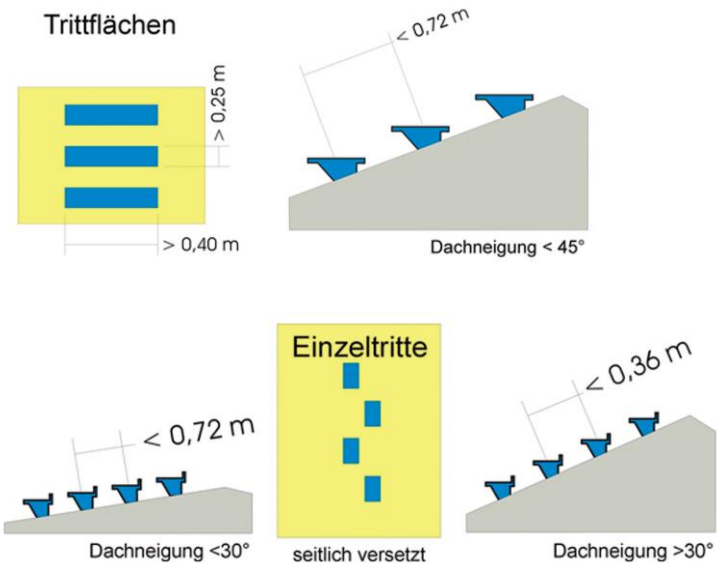 Trittflächen
< 0,72 m
> 0,25 m
> 0,40 m
Dachneigung < 45°
Einzeltritte
< 0,72 m
< 0,36 m
Dachneigung <30°
seitlich versetzt
Dachneigung >30°